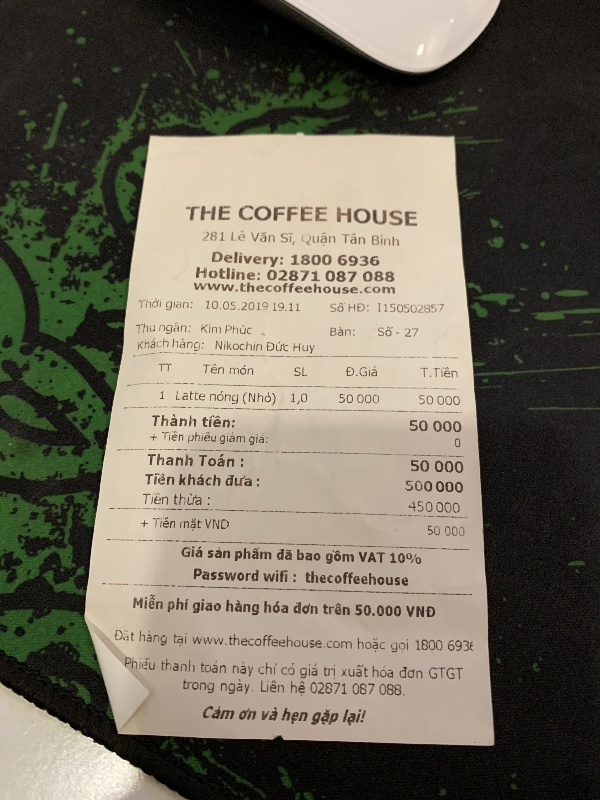 THE COFFEE HOUSE
281 Lê Văn Sĩ, Quận Tân Bình
Delivery: 1800 6936
Hotline: 02871 087 088
www.thecoffeehouse.com
Thời gian: 10.05.2019 19.11 Số HĐ: I150502857
Thu ngân: Kim Phúc Bàn: Số - 27
Khách hàng: Nikochin Đức Huy
TT Tên món SL Đ.Giá T.Tiền
1 Latte nóng (Nhỏ) 1,0 50 000 50 000
Thành tiền: 50 000
+ Tiền phiếu giảm giá: 0
Thanh Toán : 50 000
Tiền khách đưa : 500 000
Tiền thừa : 450 000
+ Tiền mặt VND 50 000
Giá sản phẩm đã bao gồm VAT 10%
Password wifi : thecoffeehouse
Miễn phí giao hàng hóa đơn trên 50.000 VNĐ
Đặt hàng tại www.thecoffeehouse.com hoặc gọi 1800 6936
Phiếu thanh toán này chỉ có giá trị xuất hóa đơn GTGT
trong ngày. Liên hệ 02871 087 088.
Cảm ơn và hẹn gặp lại!